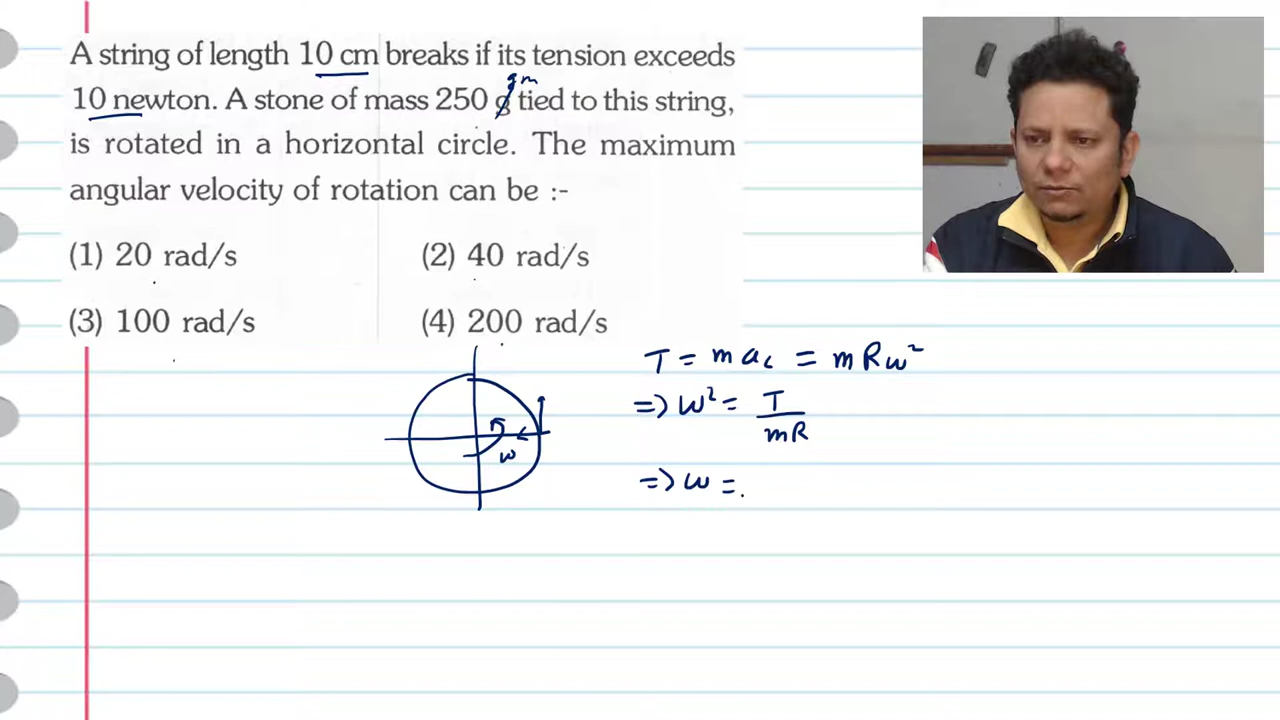 A string of length 10 cm breaks if its tension exceeds
gm
10 newton. A stone of mass 250 g tied to this string,
is rotated in a horizontal circle. The maximum
angular velocity of rotation can be :-
(1) 20 rad/s (2) 40 rad/s
(3) 100 rad/s (4) 200 rad/s
T = m a_c = m R ω²
=> ω² = T / mR
ω
=> ω =